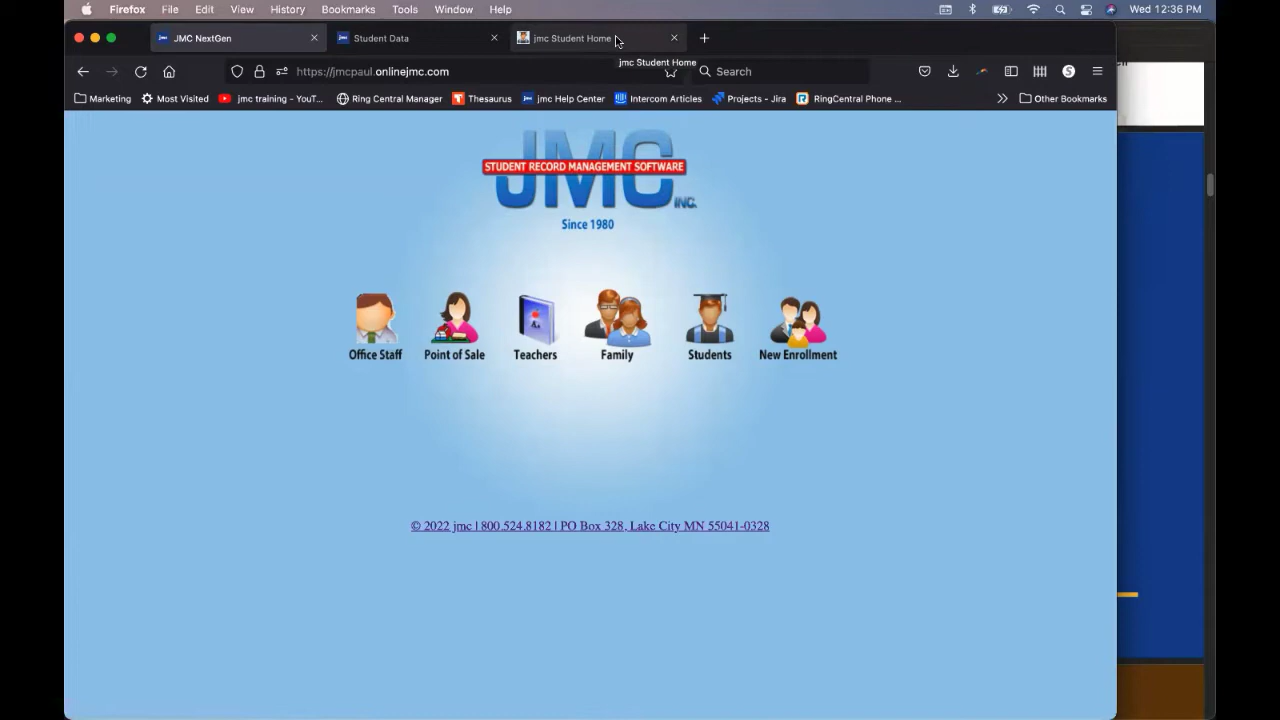 Firefox File Edit View History Bookmarks Tools Window Help Wed 12:36 PM
JMC NextGen Student Data jmc Student Home
jmc Student Home
https://jmcpaul.onlinejmc.com Search
Marketing Most Visited jmc training - YouT... Ring Central Manager Thesaurus jmc Help Center Intercom Articles Projects - Jira RingCentral Phone ... Other Bookmarks
JMC
STUDENT RECORD MANAGEMENT SOFTWARE
INC.
Since 1980
Office Staff Point of Sale Teachers Family Students New Enrollment
© 2022 jmc | 800.524.8182 | PO Box 328, Lake City MN 55041-0328